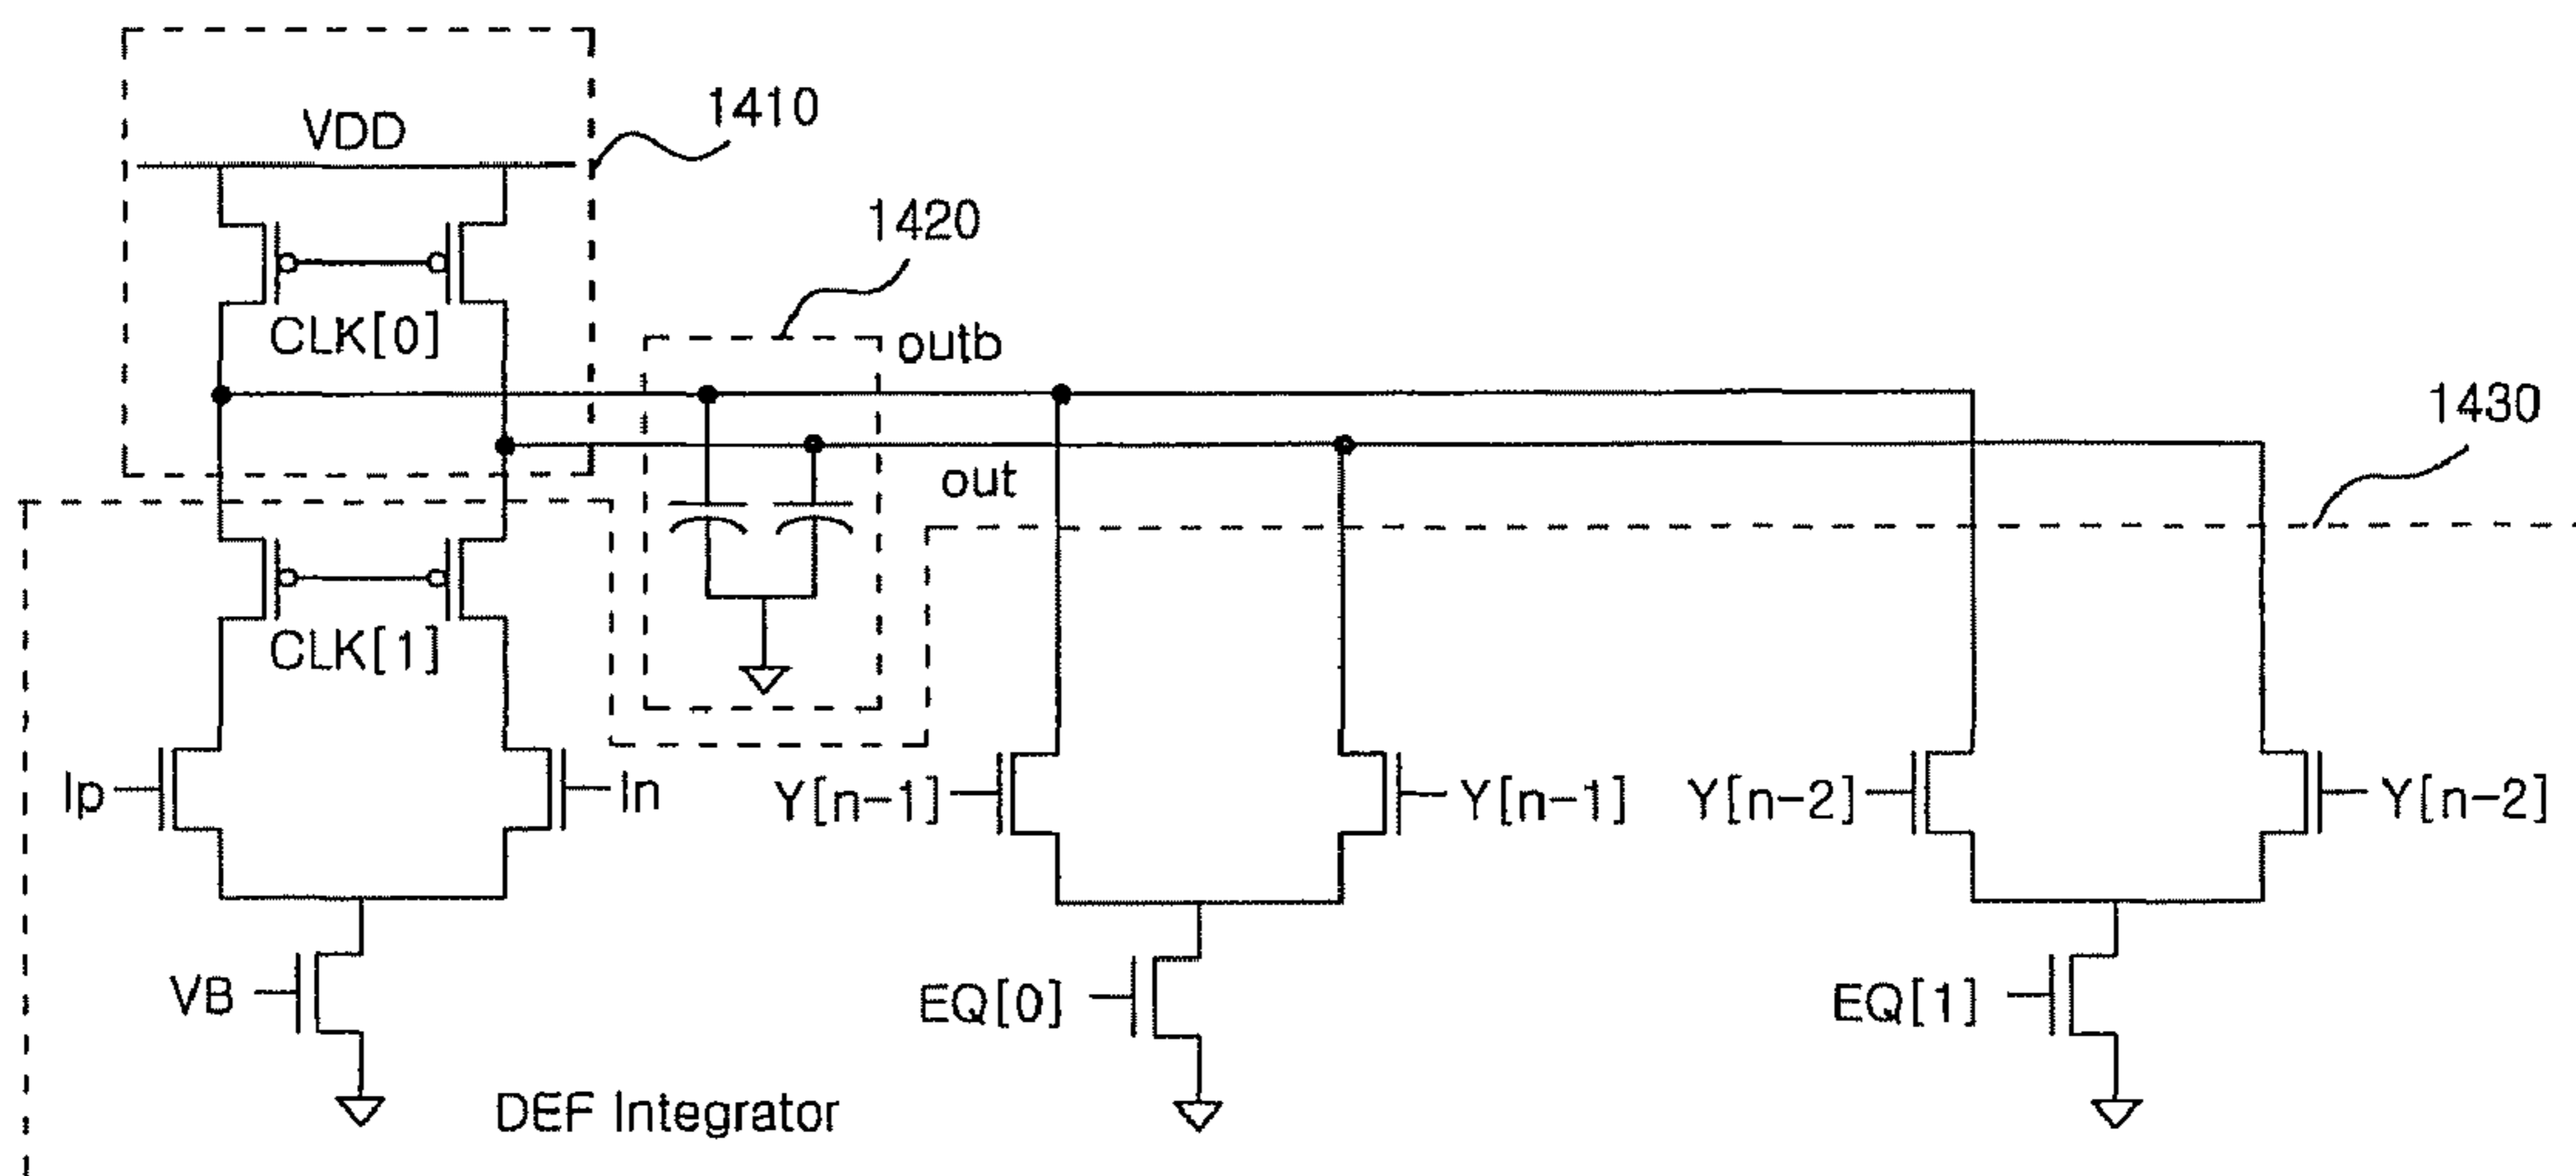 1410
VDD
1420
CLK[0]
outb
1430
out
CLK[1]
Ip
In
Y[n-1]
Y[n-1]
Y[n-2]
Y[n-2]
VB
EQ[0]
EQ[1]
DEF Integrator